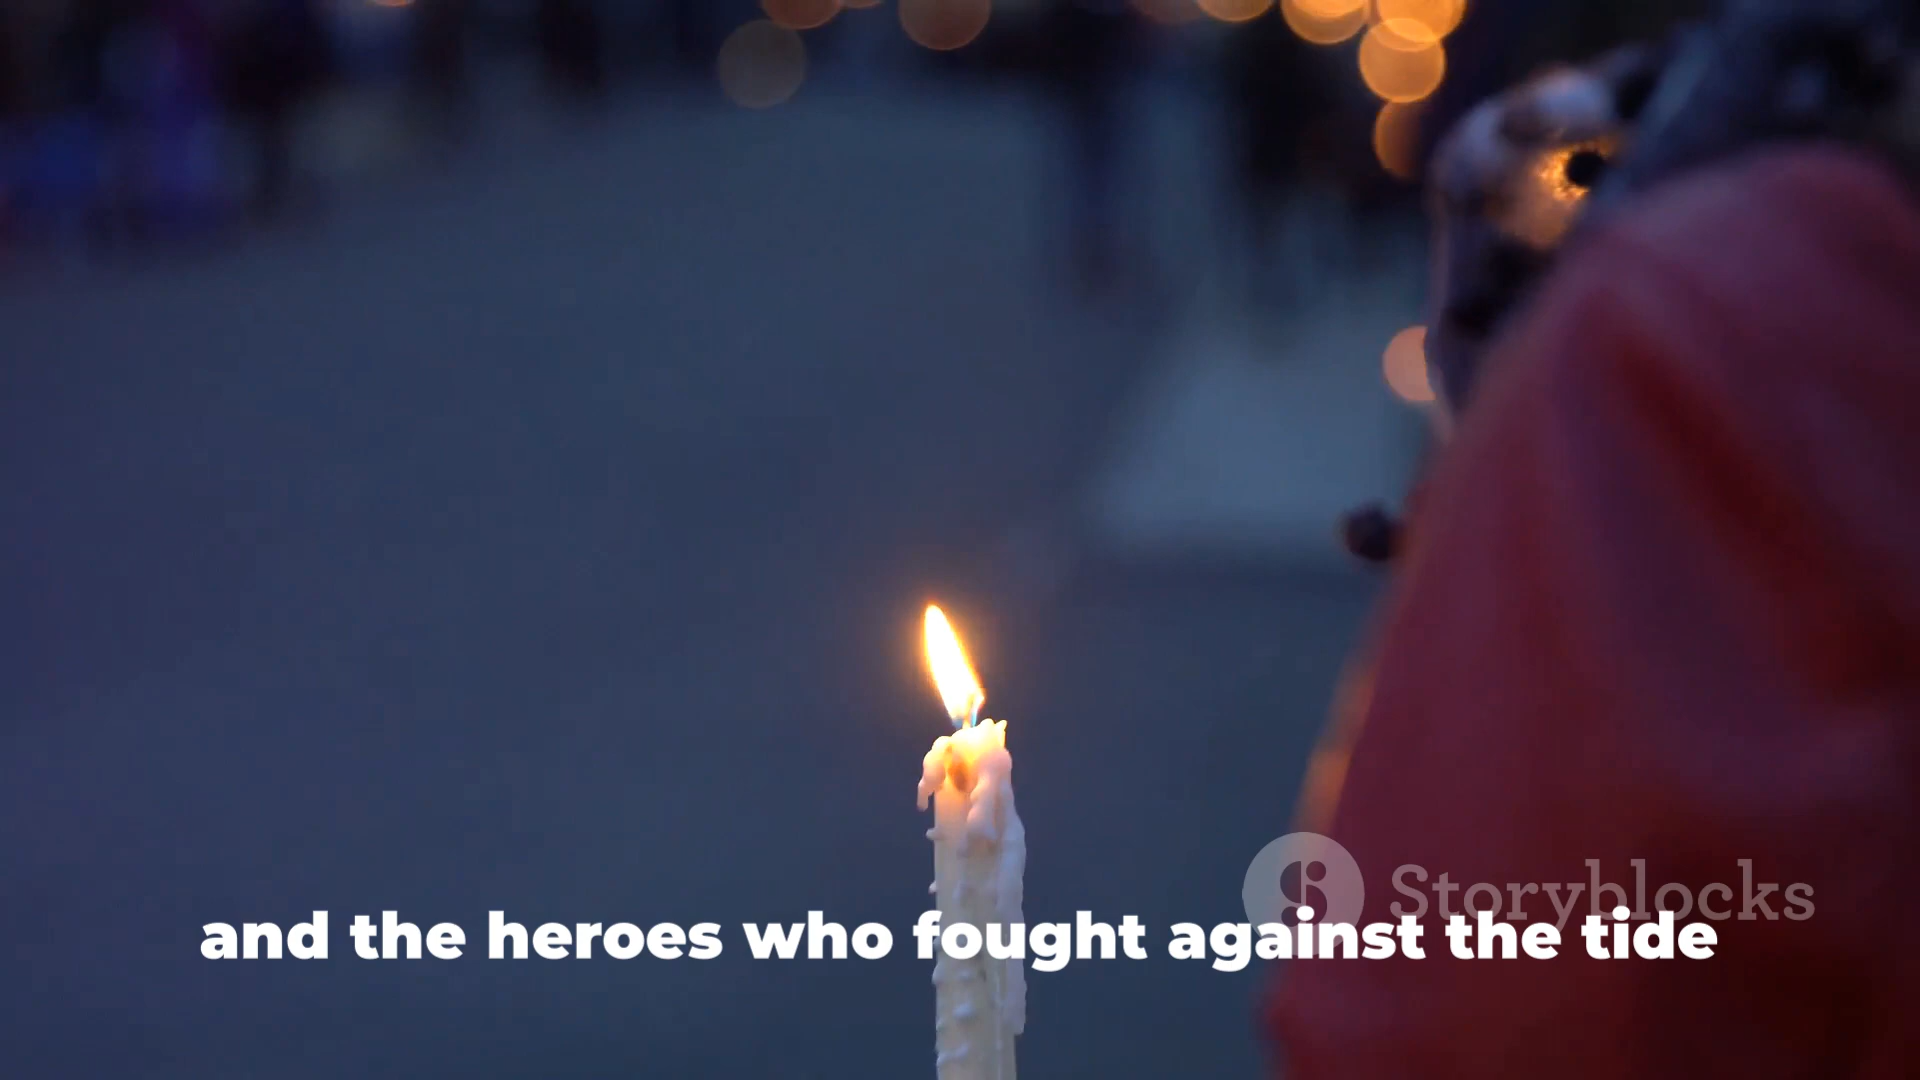 Storyblocks
and the heroes who fought against the tide